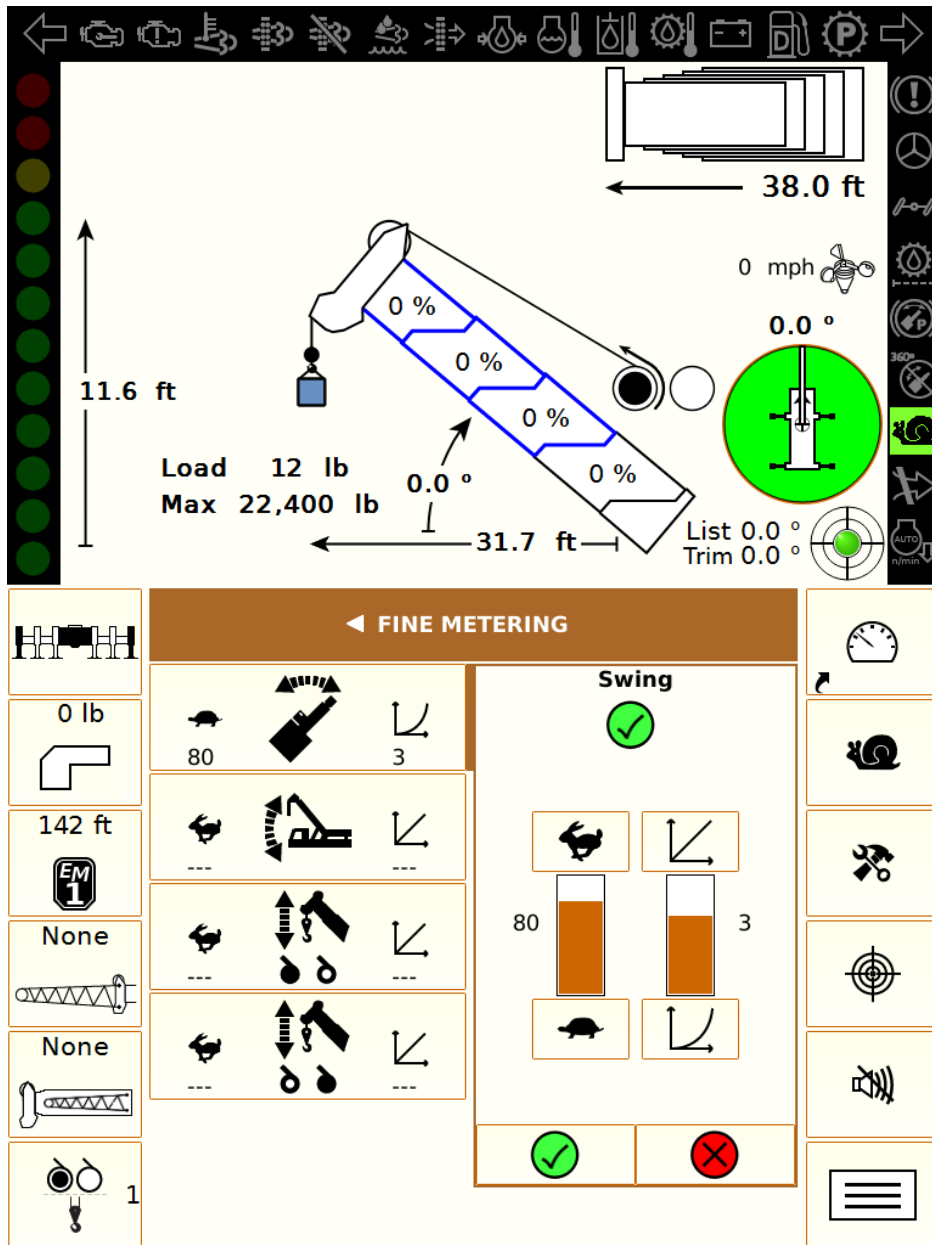 D
P
38.0 ft
0 mph
0.0 º
P
360º
11.6 ft
0 %
0 %
0 %
0 %
Load 12 lb
Max 22,400 lb
0.0 º
31.7 ft
List 0.0 º
Trim 0.0 º
AUTO
n/min
0 lb
142 ft
EM
1
None
None
1
FINE METERING
80
3
---
---
---
---
---
---
Swing
80
3